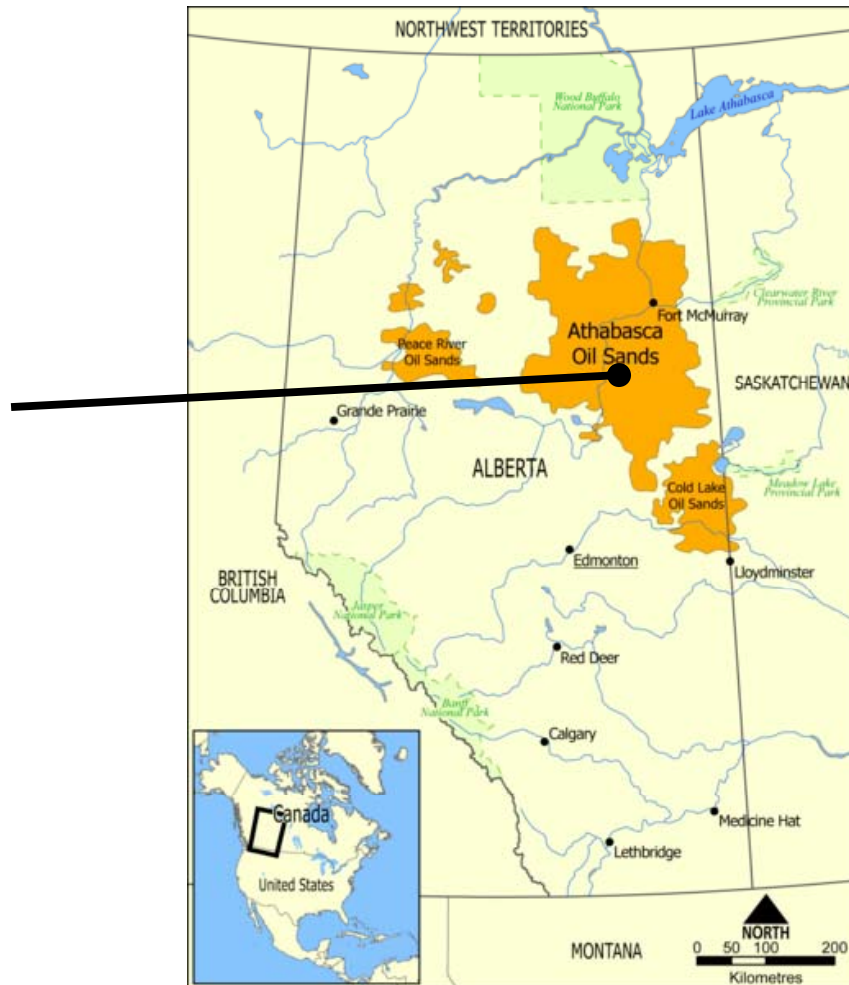 NORTHWEST TERRITORIES
Wood Buffalo
National Park
Lake Athabasca
Clearwater River
Provincial Park
Fort McMurray
Athabasca
Oil Sands
Peace River
Oil Sands
SASKATCHEWAN
Grande Prairie
ALBERTA
Cold Lake
Oil Sands
Meadow Lake
Provincial Park
Edmonton
Lloydminster
BRITISH
COLUMBIA
Jasper
National Park
Red Deer
Banff
National Park
Calgary
Medicine Hat
Lethbridge
Canada
United States
MONTANA
NORTH
0 50 100 200
Kilometres